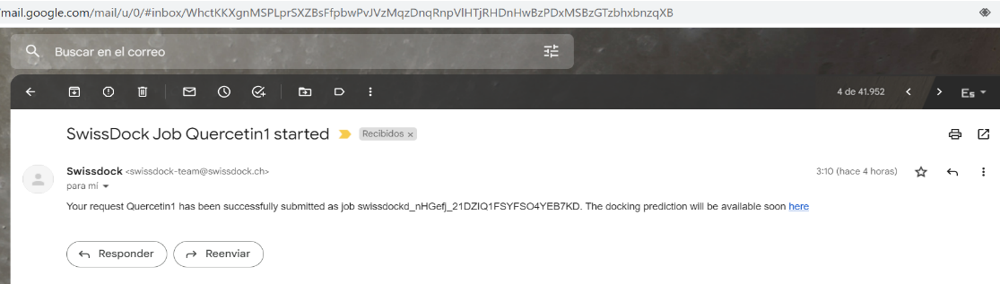 /mail.google.com/mail/u/0/#inbox/WhctKKXgnMSPLprSXZBsFfpbwPvJVzMqzDnqRnpVlHTjRHDnHwBzPDxMSBzGTzbhxbnzqXB
Buscar en el correo
4 de 41.952 Es
SwissDock Job Quercetin1 started Recibidos ×
Swissdock <swissdock-team@swissdock.ch> 3:10 (hace 4 horas)
para mí
Your request Quercetin1 has been successfully submitted as job swissdockd_nHGefj_21DZIQ1FSYFSO4YEB7KD. The docking prediction will be available soon here
Responder Reenviar